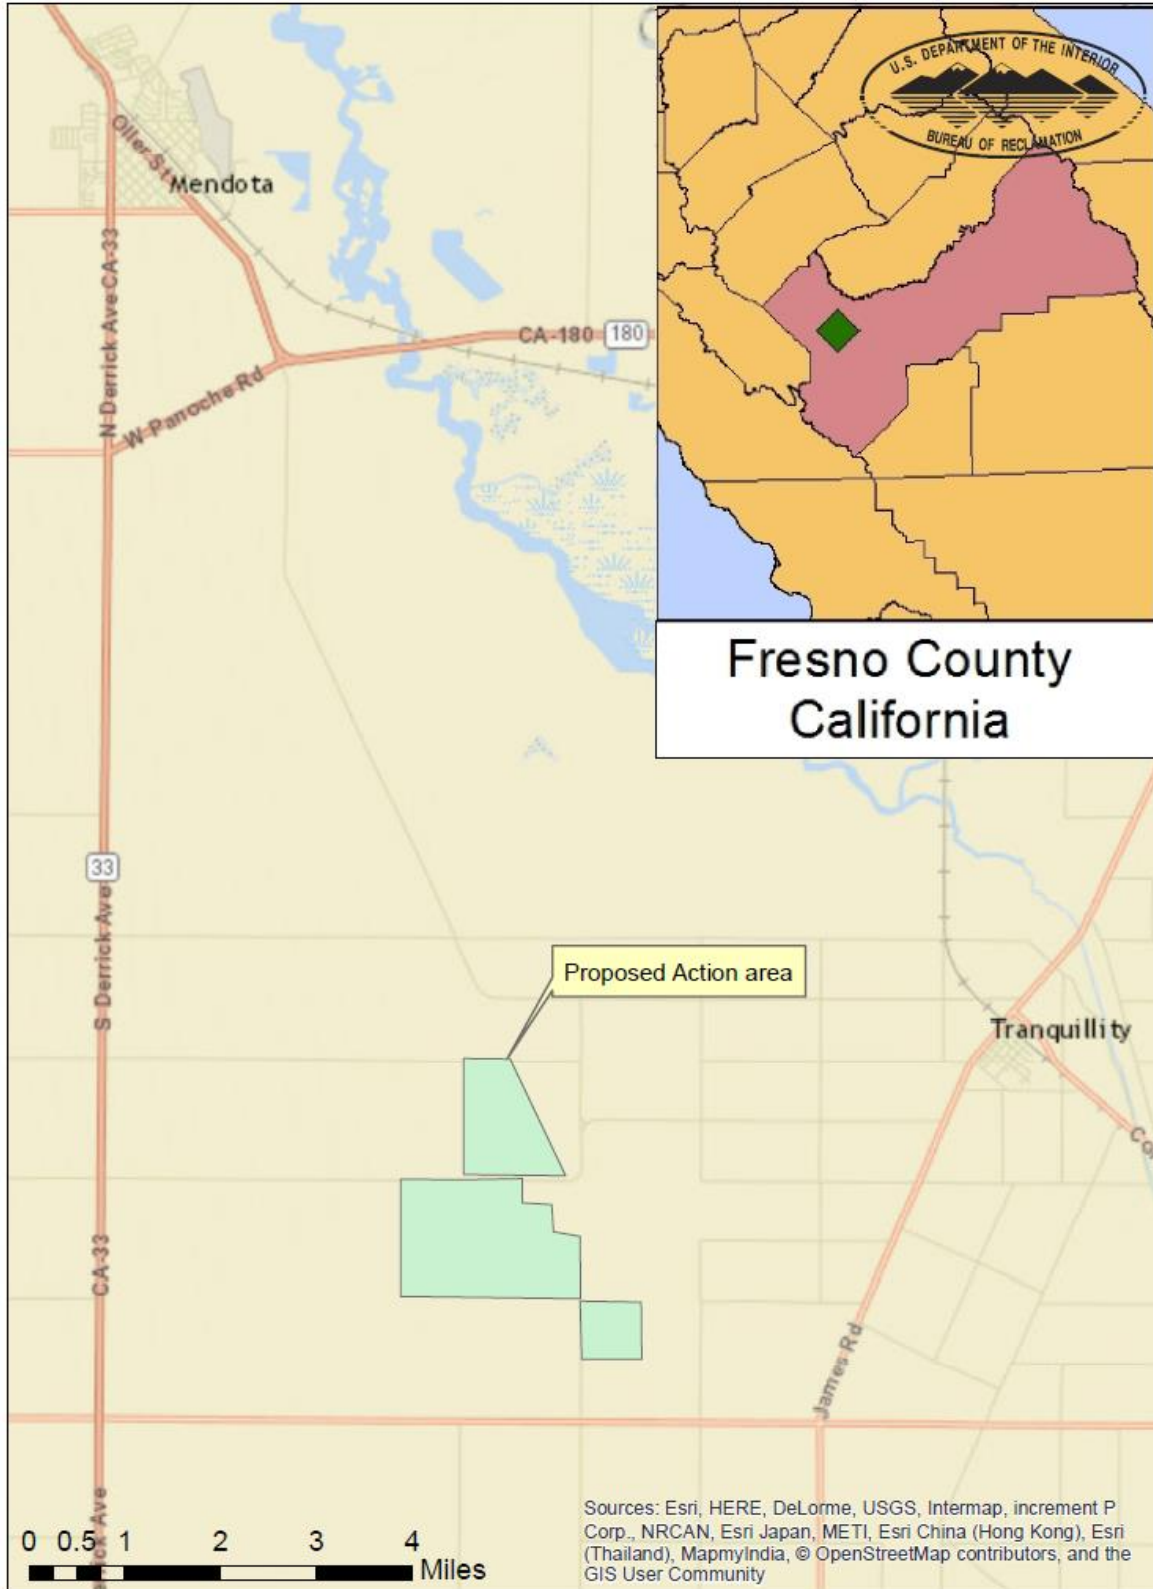 U.S. DEPARTMENT OF THE INTERIOR
BUREAU OF RECLAMATION
Oller St
Mendota
N Derrick Ave
CA-33
CA-180
180
W Panoche Rd
Fresno County
California
33
S Derrick Ave
Proposed Action area
Tranquillity
CA-33
James Rd
0 0.5 1 2 3 4
Miles
Sources: Esri, HERE, DeLorme, USGS, Intermap, increment P
Corp., NRCAN, Esri Japan, METI, Esri China (Hong Kong), Esri
(Thailand), MapmyIndia, © OpenStreetMap contributors, and the
GIS User Community